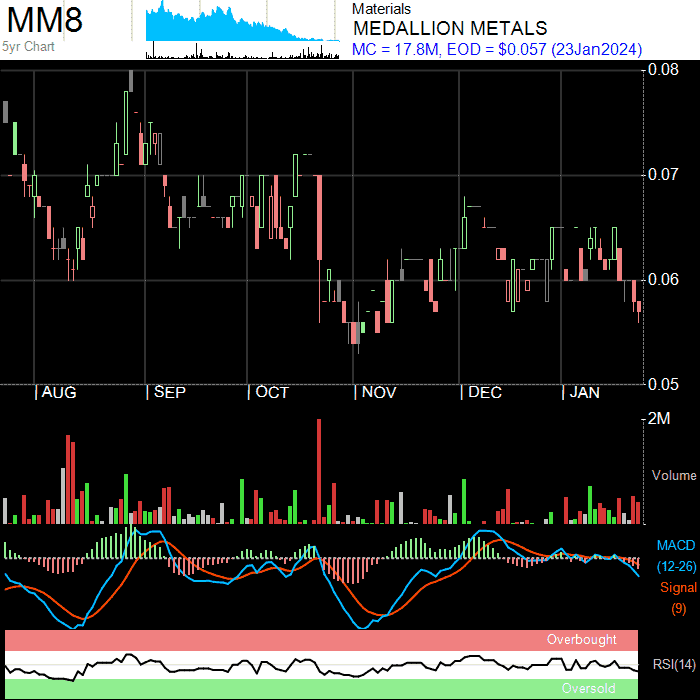 MM8
5yr Chart
Materials
MEDALLION METALS
MC = 17.8M, EOD = $0.057 (23Jan2024)
0.08
0.07
0.06
0.05
AUG SEP OCT NOV DEC JAN
2M
Volume
MACD
(12-26)
Signal
(9)
Overbought
RSI(14)
Oversold